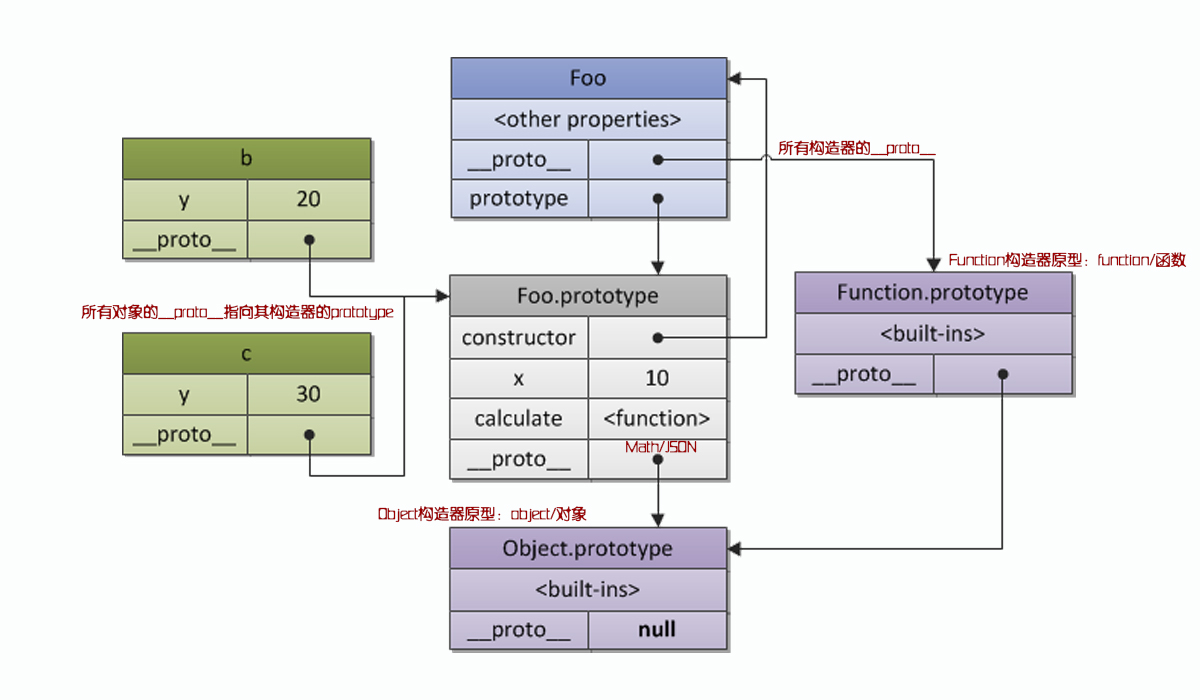 Foo
<other properties>
__proto__
prototype
所有构造器的__proto__
b
y 20
__proto__
所有对象的__proto__指向其构造器的prototype
c
y 30
__proto__
Foo.prototype
constructor
x 10
calculate <function>
Math/JSON
__proto__
Function构造器原型：function/函数
Function.prototype
<built-ins>
__proto__
Object构造器原型：object/对象
Object.prototype
<built-ins>
__proto__ null